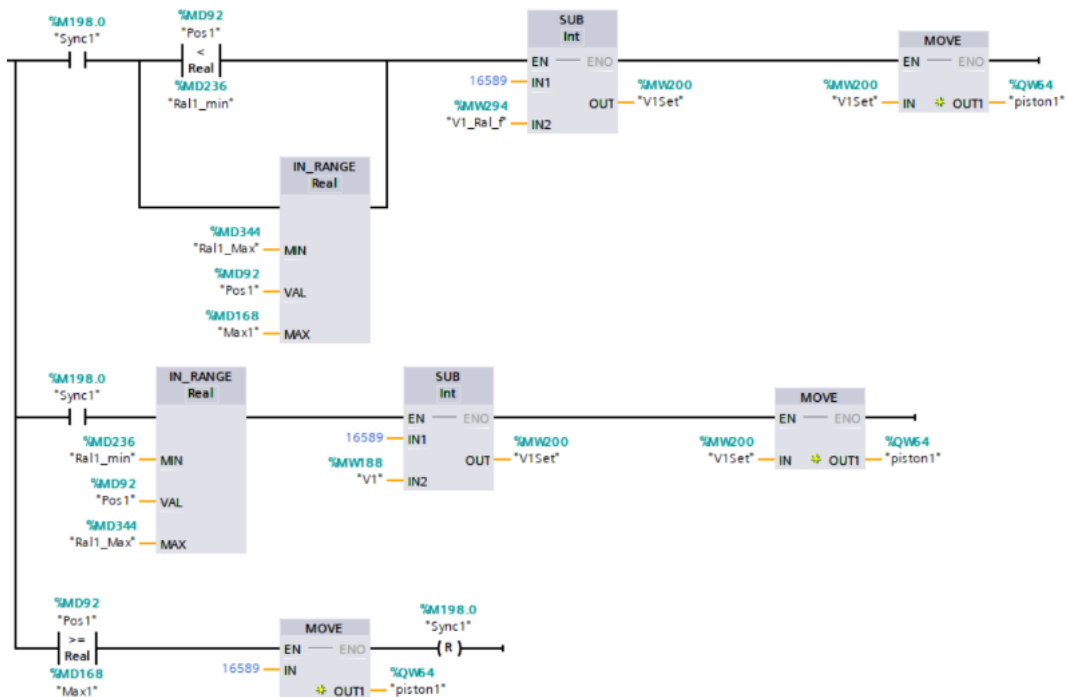 %M198.0
"Sync1"
%MD92
"Pos1"
<
Real
%MD236
"Ral1_min"
SUB
Int
EN ENO
16589 IN1
%MW294
"V1_Ral_f" IN2
OUT
%MW200
"V1Set"
MOVE
EN ENO
%MW200
"V1Set" IN
OUT1
%QW64
"piston1"
IN_RANGE
Real
%MD344
"Ral1_Max" MIN
%MD92
"Pos1" VAL
%MD168
"Max1" MAX
%M198.0
"Sync1"
IN_RANGE
Real
%MD236
"Ral1_min" MIN
%MD92
"Pos1" VAL
%MD344
"Ral1_Max" MAX
SUB
Int
EN ENO
16589 IN1
%MW188
"V1" IN2
OUT
%MW200
"V1Set"
MOVE
EN ENO
%MW200
"V1Set" IN
OUT1
%QW64
"piston1"
%MD92
"Pos1"
>=
Real
%MD168
"Max1"
MOVE
EN ENO
16589 IN
OUT1
%QW64
"piston1"
%M198.0
"Sync1"
R